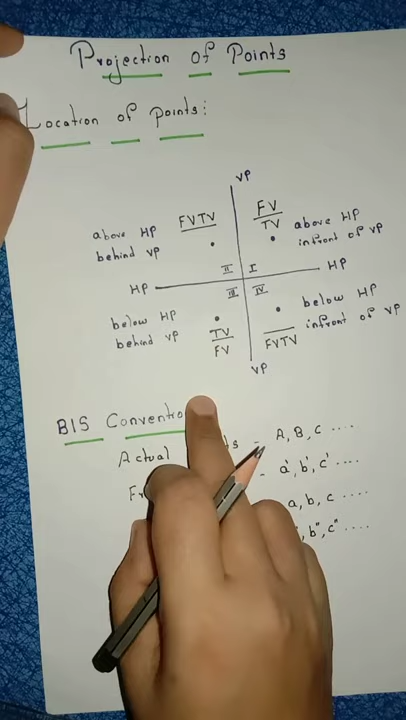 Projection of Points
Location of points:
VP
FVTV
FV
TV
above HP
behind VP
above HP
infront of VP
II
I
HP
HP
III
IV
below HP
behind VP
TV
FV
FVTV
below HP
infront of VP
VP
BIS Conventio
Actual ts - A, B, C ....
Fr - a', b', c' ....
a, b, c ....
b", c" ....